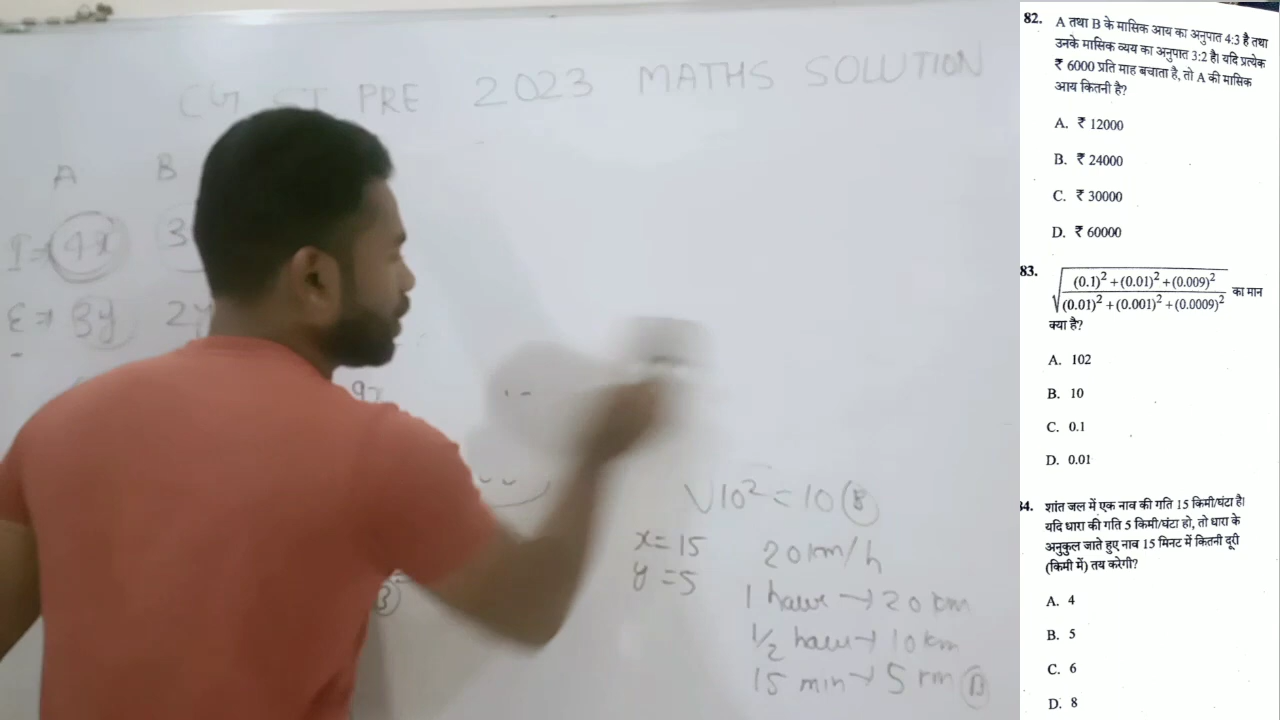 PRE 2023 MATHS SOLUTION
A B
I→ 4x 3
E→ 3y 2y
9x
√10² = 10 B
x=15
y=5
20 km/h
1 hawr → 20 km
1/2 hawr → 10 km
15 min → 5 km B
82. A तथा B के मासिक आय का अनुपात 4:3 है तथा
उनके मासिक व्यय का अनुपात 3:2 है। यदि प्रत्येक
₹ 6000 प्रति माह बचाता है, तो A की मासिक
आय कितनी है?
A. ₹ 12000
B. ₹ 24000
C. ₹ 30000
D. ₹ 60000
83. √((0.1)² + (0.01)² + (0.009)² / (0.01)² + (0.001)² + (0.0009)²) का मान
क्या है?
A. 102
B. 10
C. 0.1
D. 0.01
34. शांत जल में एक नाव की गति 15 किमी/घंटा है।
यदि धारा की गति 5 किमी/घंटा हो, तो धारा के
अनुकुल जाते हुए नाव 15 मिनट में कितनी दूरी
(किमी में) तय करेगी?
A. 4
B. 5
C. 6
D. 8